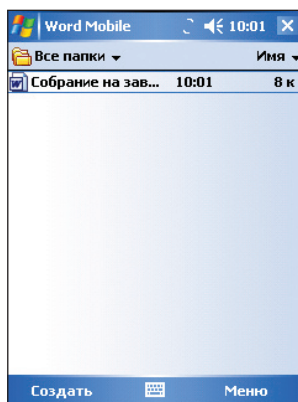 Word Mobile 10:01
Все папки Имя
Собрание на зав... 10:01 8 к
Создать Меню